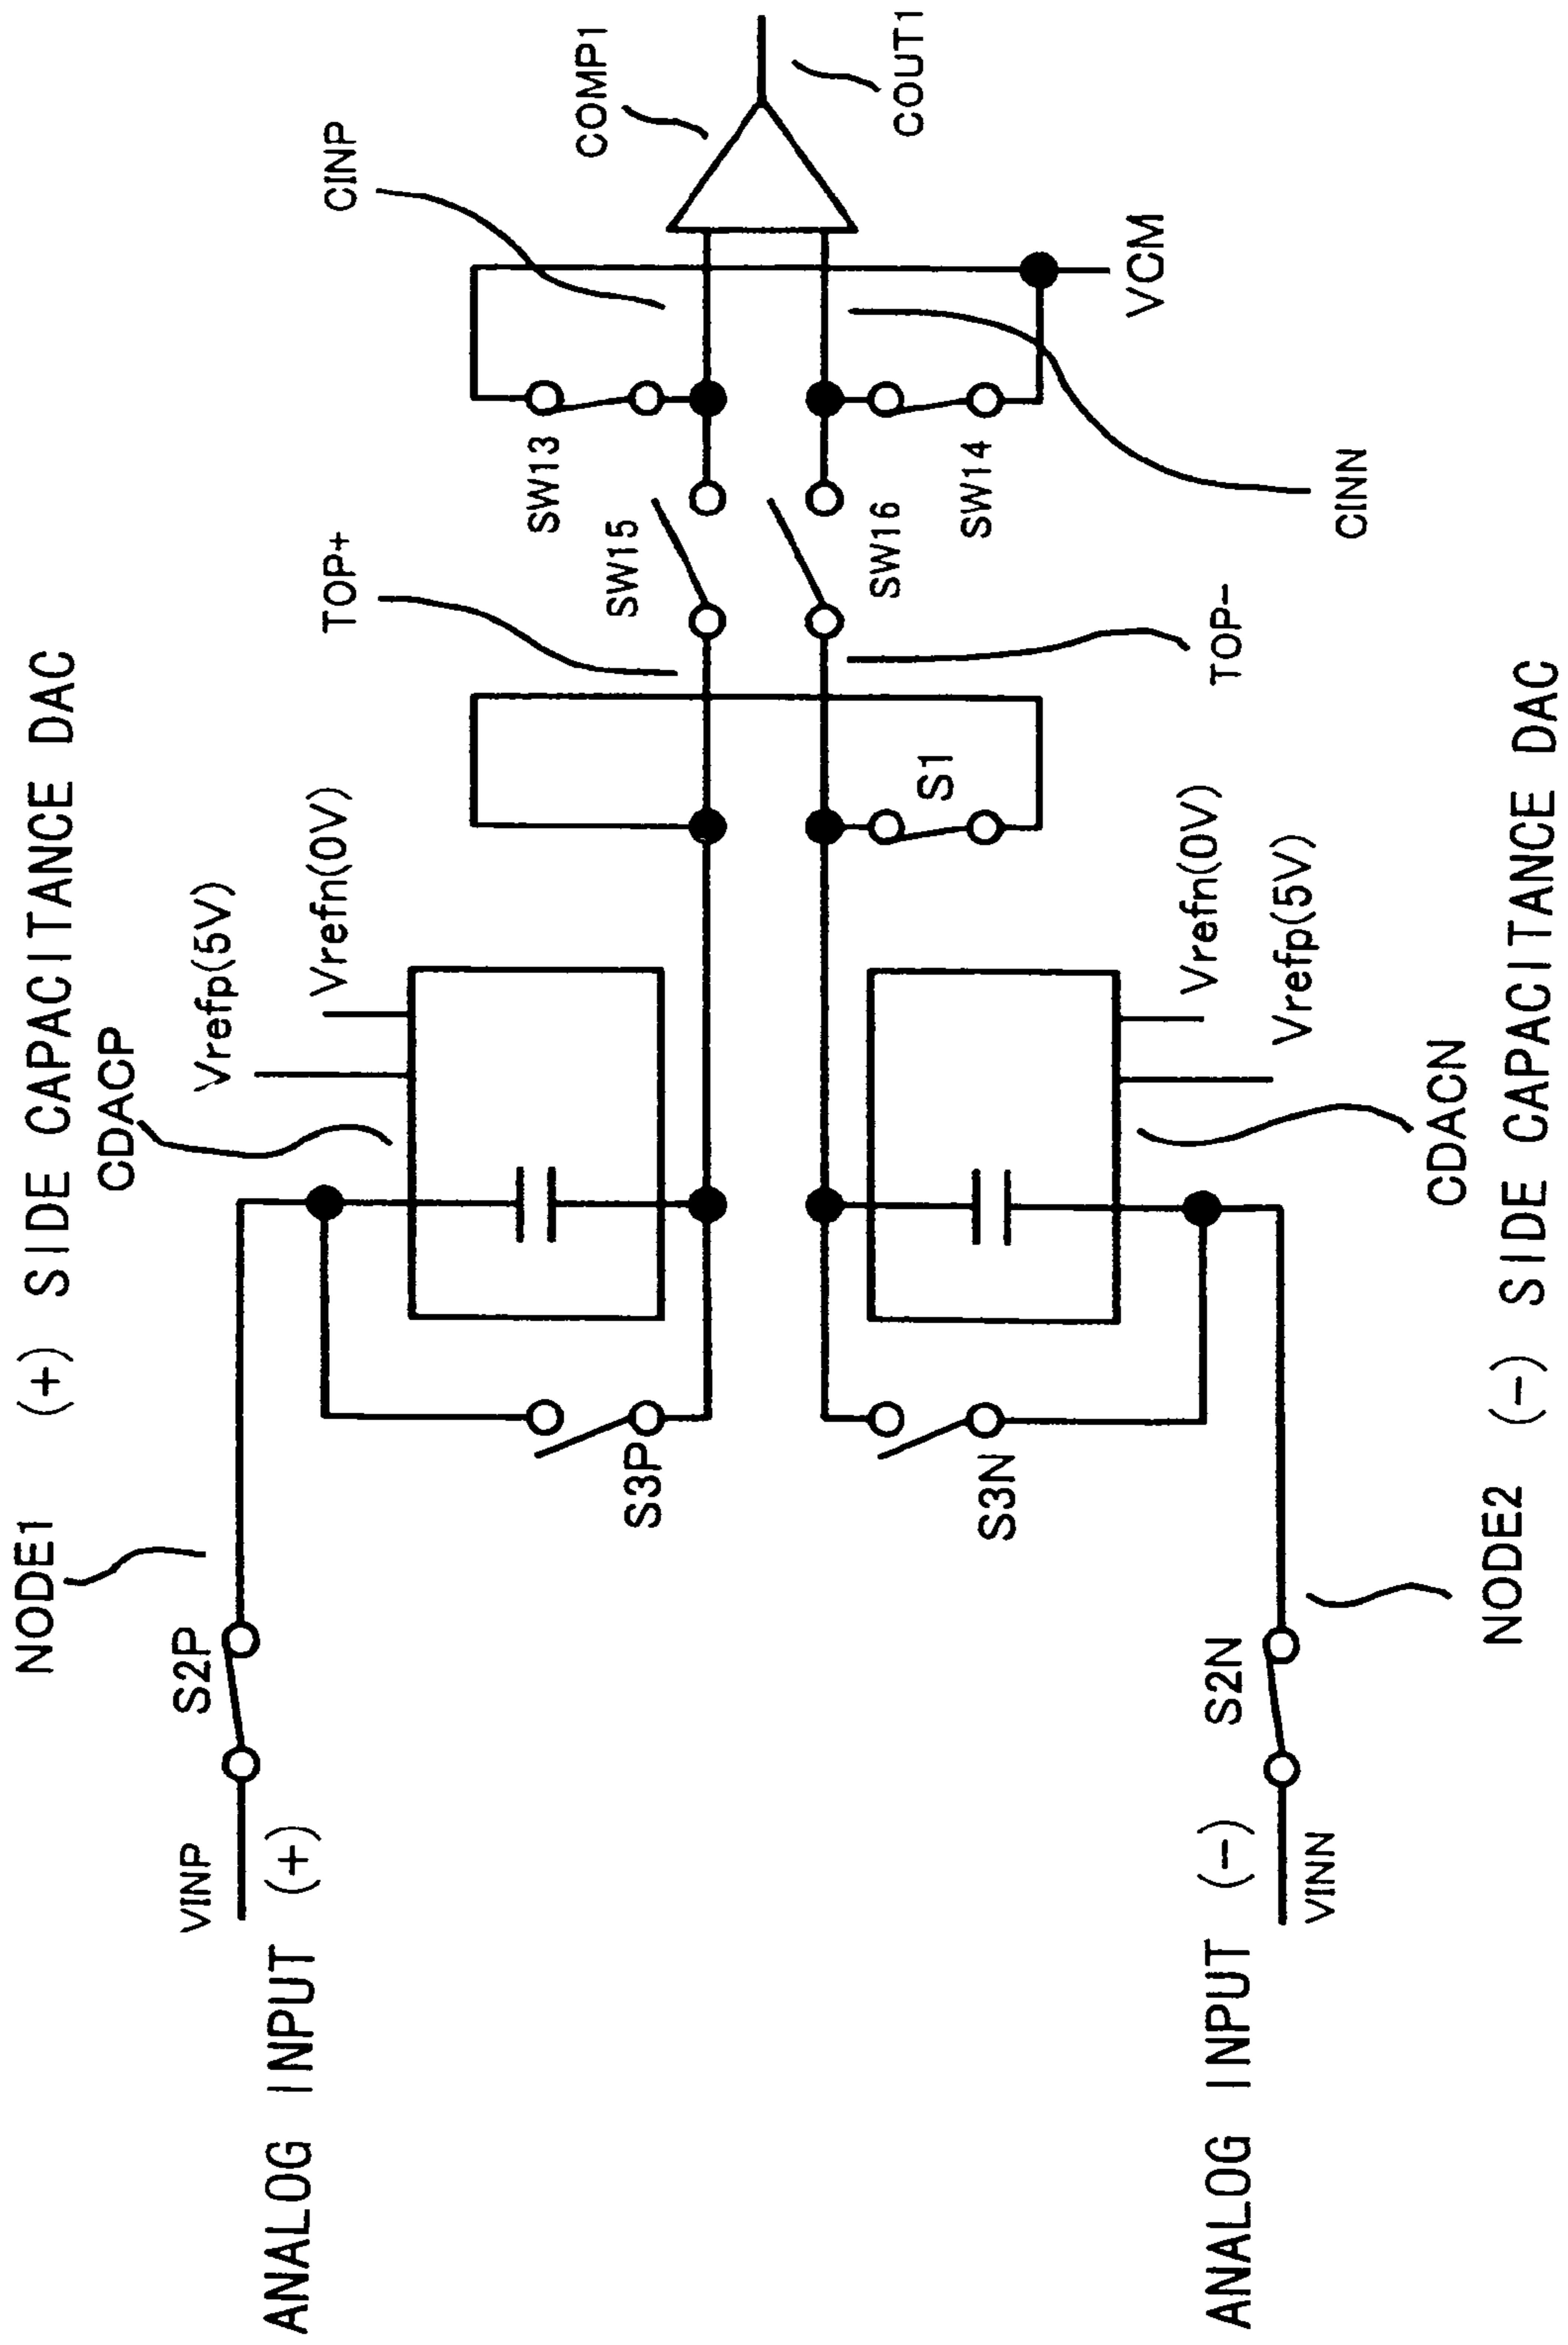 (+) SIDE CAPACITANCE DAC
NODE1
CDACP
S2P
VINP
Vrefp(5V)
Vrefn(0V)
ANALOG INPUT (+)
TOP+
CINP
S3P
SW15
SW13
COMP1
COUT1
S1
SW16
SW14
S3N
VCM
ANALOG INPUT (-)
S2N
VINN
Vrefn(0V)
Vrefp(5V)
TOP-
CINN
CDACN
NODE2
(-) SIDE CAPACITANCE DAC